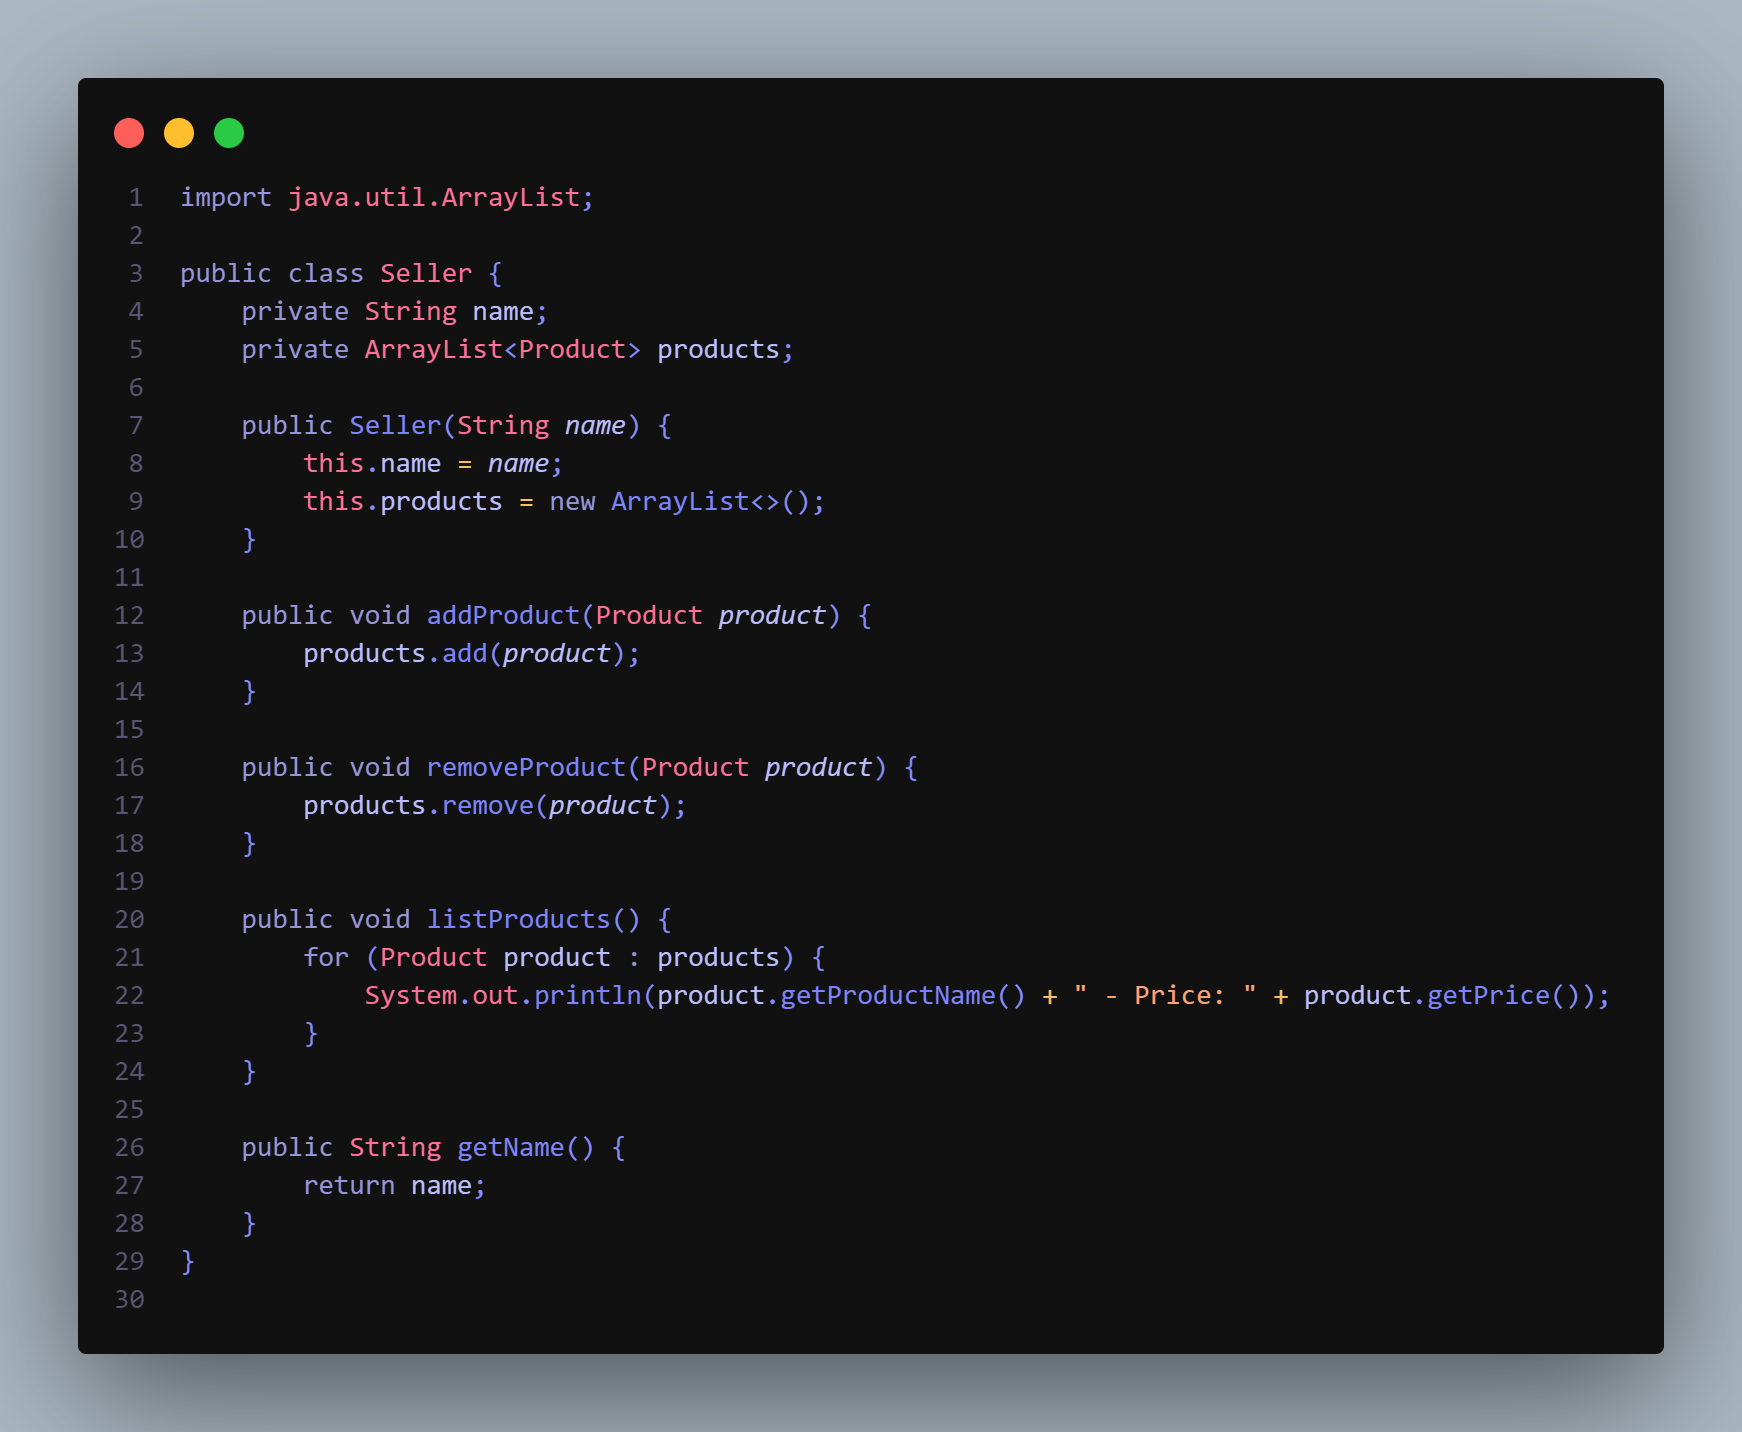 1 import java.util.ArrayList;
2
3 public class Seller {
4     private String name;
5     private ArrayList<Product> products;
6
7     public Seller(String name) {
8         this.name = name;
9         this.products = new ArrayList<>();
10     }
11
12     public void addProduct(Product product) {
13         products.add(product);
14     }
15
16     public void removeProduct(Product product) {
17         products.remove(product);
18     }
19
20     public void listProducts() {
21         for (Product product : products) {
22             System.out.println(product.getProductName() + " - Price: " + product.getPrice());
23         }
24     }
25
26     public String getName() {
27         return name;
28     }
29 }
30